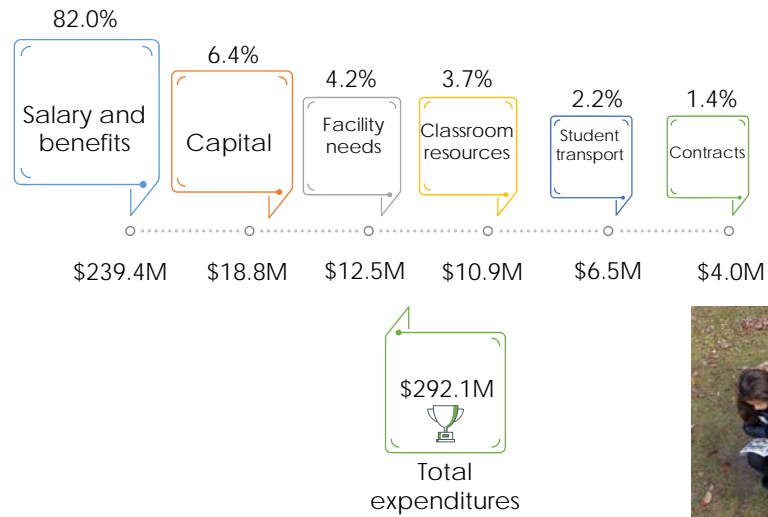 82.0%
6.4%
4.2%
3.7%
2.2%
1.4%
Salary and
benefits
Capital
Facility
needs
Classroom
resources
Student
transport
Contracts
$239.4M
$18.8M
$12.5M
$10.9M
$6.5M
$4.0M
$292.1M
Total
expenditures